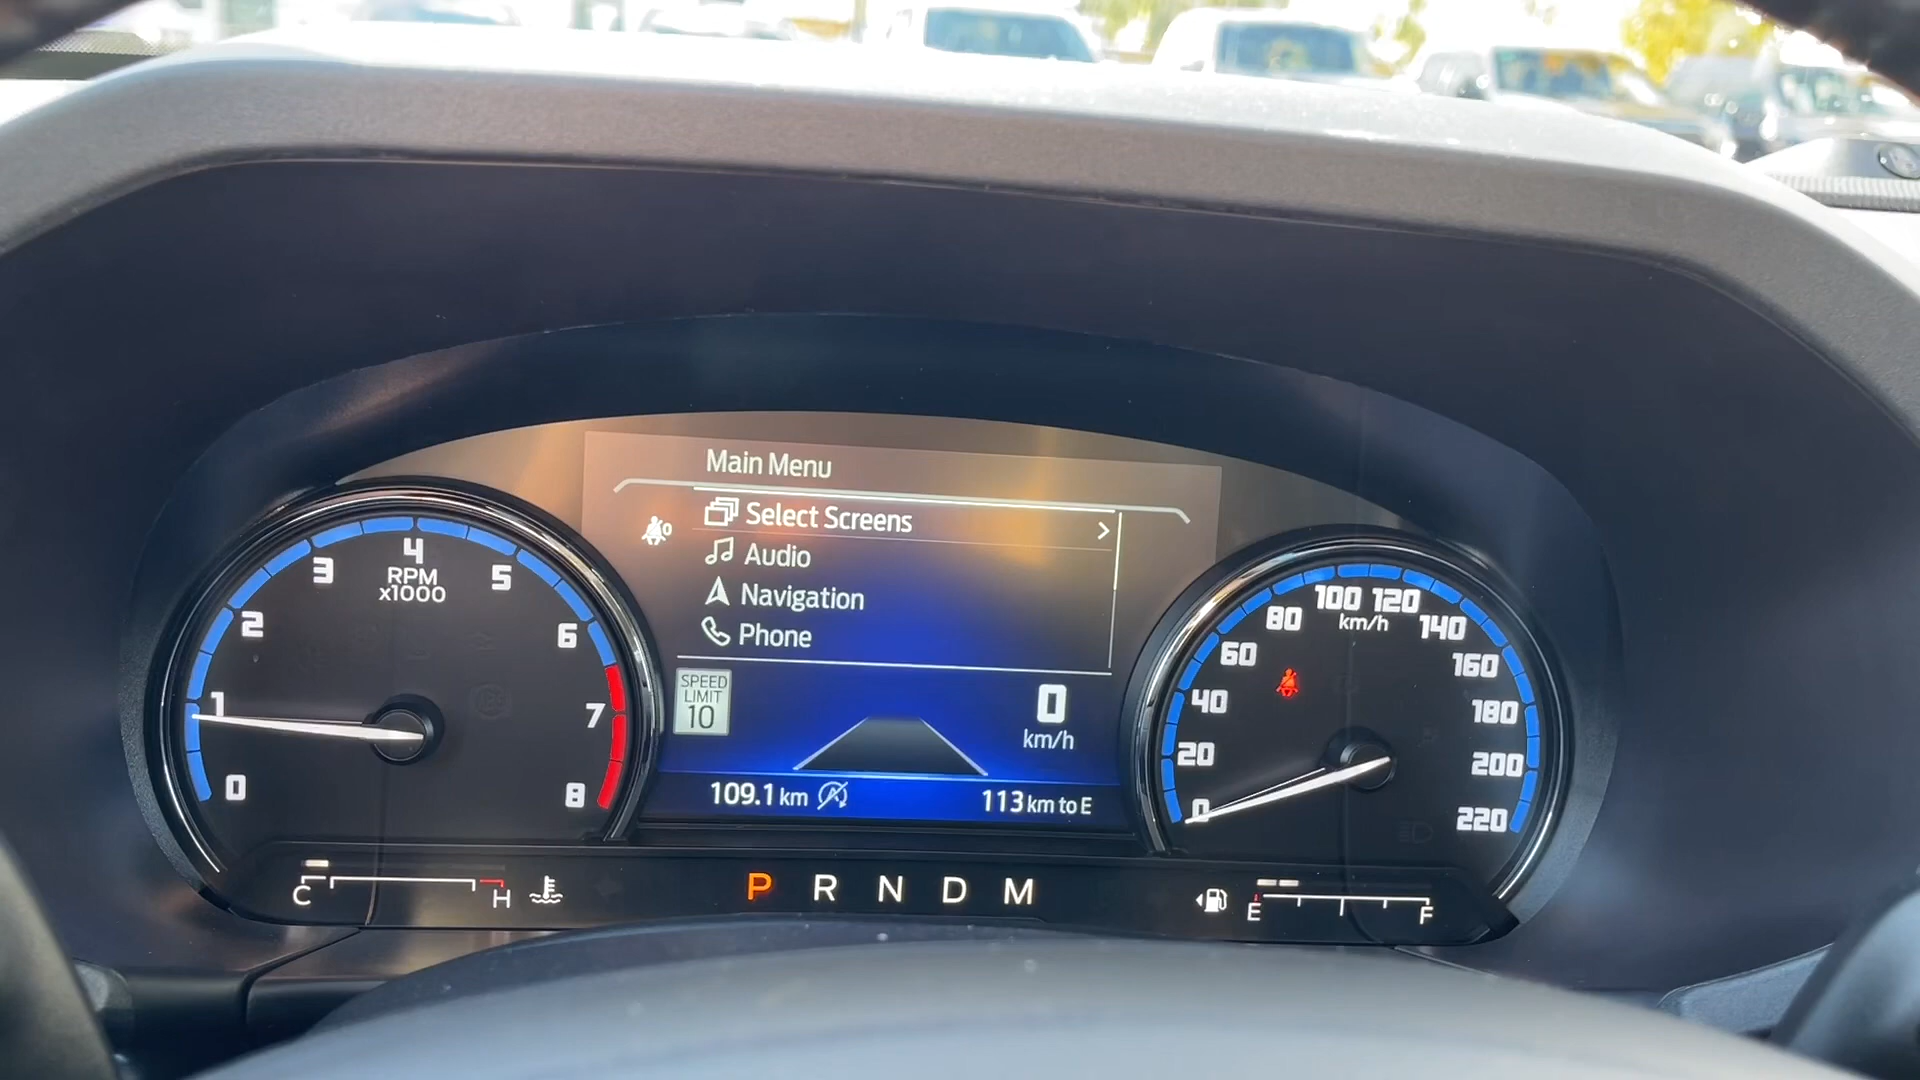 Main Menu
Select Screens
Audio
Navigation
Phone
SPEED
LIMIT
10
0
km/h
109.1 km
113 km to E
0
1
2
3
4
5
6
7
8
RPM
x1000
0
20
40
60
80
100
120
140
160
180
200
220
km/h
C
H
P R N D M
E
F